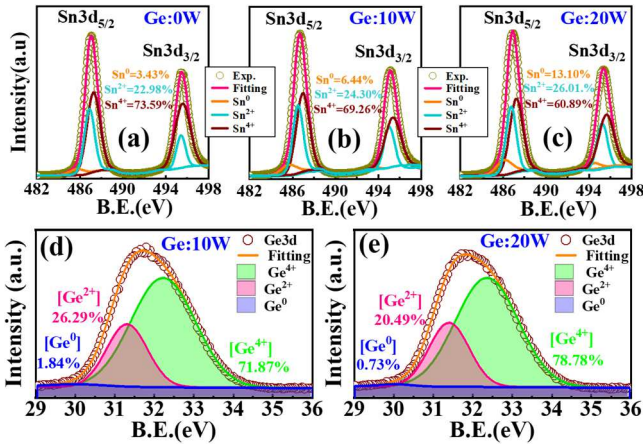 Sn3d5/2
Ge:0W
Sn3d3/2
Sn⁰=3.43%
Sn²⁺=22.98%
Sn⁴⁺=73.59%
(a)
Intensity(a.u)
482 486 490 494 498
B.E.(eV)
Exp.
Fitting
Sn⁰
Sn²⁺
Sn⁴⁺
Sn3d5/2
Ge:10W
Sn3d3/2
Sn⁰=6.44%
Sn²⁺=24.30%
Sn⁴⁺=69.26%
(b)
482 486 490 494 498
B.E.(eV)
Exp.
Fitting
Sn⁰
Sn²⁺
Sn⁴⁺
Sn3d5/2
Ge:20W
Sn3d3/2
Sn⁰=13.10%
Sn²⁺=26.01.%
Sn⁴⁺=60.89%
(c)
482 486 490 494 498
B.E.(eV)
(d)
Ge:10W
Ge3d
Fitting
Ge⁴⁺
Ge²⁺
Ge⁰
[Ge²⁺]
26.29%
[Ge⁰]
1.84%
[Ge⁴⁺]
71.87%
Intensity (a.u.)
29 30 31 32 33 34 35 36
B.E.(eV)
(e)
Ge:20W
Ge3d
Fitting
Ge⁴⁺
Ge²⁺
Ge⁰
[Ge²⁺]
20.49%
[Ge⁰]
0.73%
[Ge⁴⁺]
78.78%
Intensity (a.u.)
29 30 31 32 33 34 35 36
B.E.(eV)